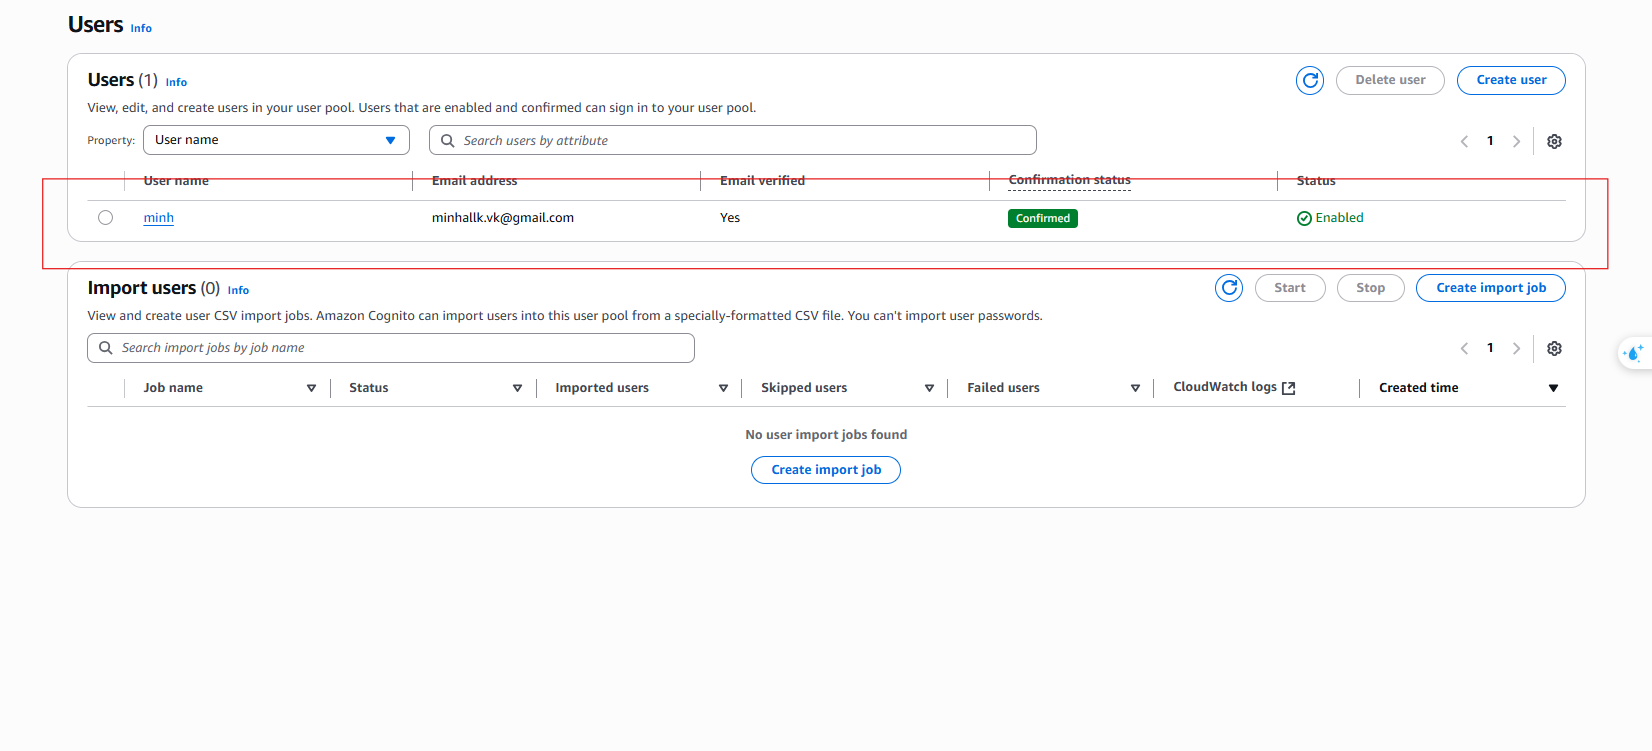 Users Info
Users (1) Info
Delete user
Create user
View, edit, and create users in your user pool. Users that are enabled and confirmed can sign in to your user pool.
Property: User name
Search users by attribute
1
User name Email address Email verified Confirmation status Status
minh minhallk.vk@gmail.com Yes Confirmed Enabled
Import users (0) Info
Start
Stop
Create import job
View and create user CSV import jobs. Amazon Cognito can import users into this user pool from a specially-formatted CSV file. You can't import user passwords.
Search import jobs by job name
1
Job name Status Imported users Skipped users Failed users CloudWatch logs Created time
No user import jobs found
Create import job